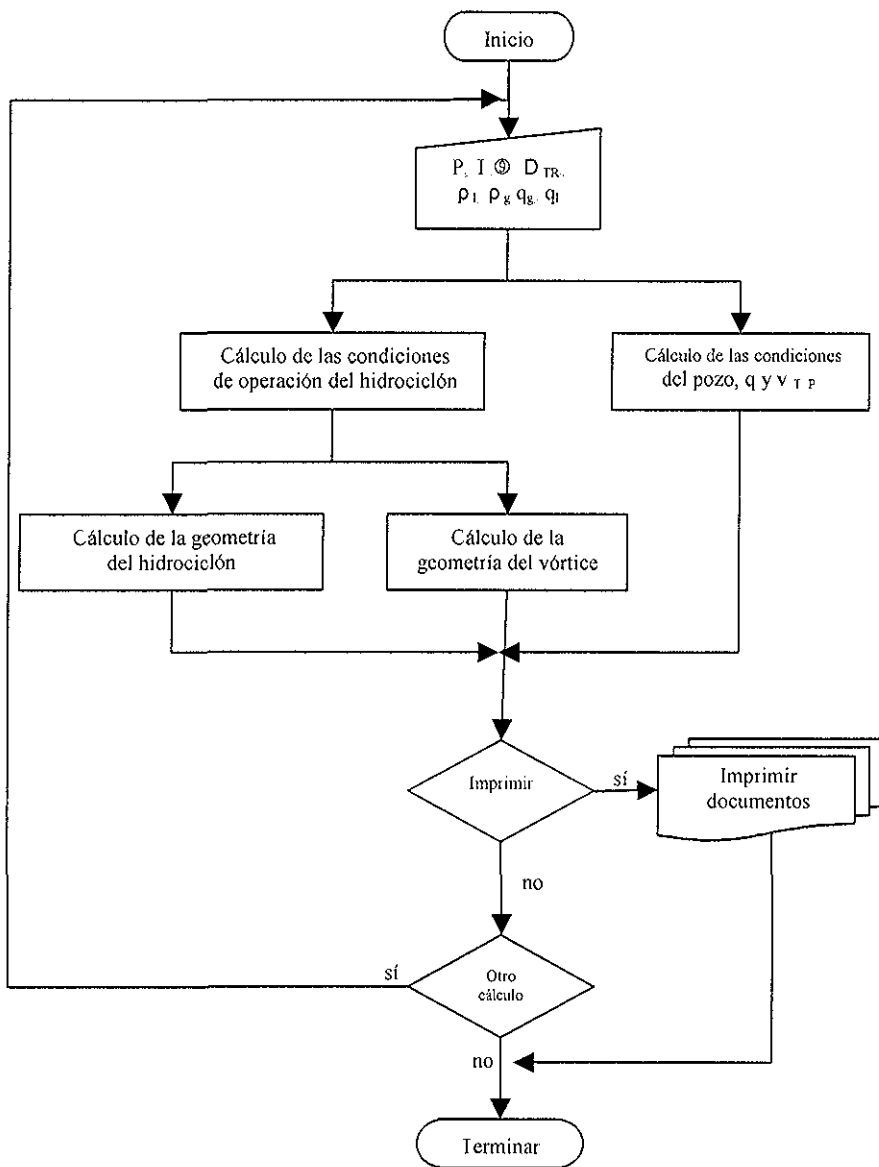 Inicio
P, T, D TR,
ρ l, ρ g, q g, q l
Cálculo de las condiciones
de operación del hidrociclón
Cálculo de las condiciones
del pozo, q y v T P
Cálculo de la geometría
del hidrociclón
Cálculo de la
geometría del vórtice
Imprimir
sí
Imprimir
documentos
no
sí
Otro
cálculo
no
Terminar